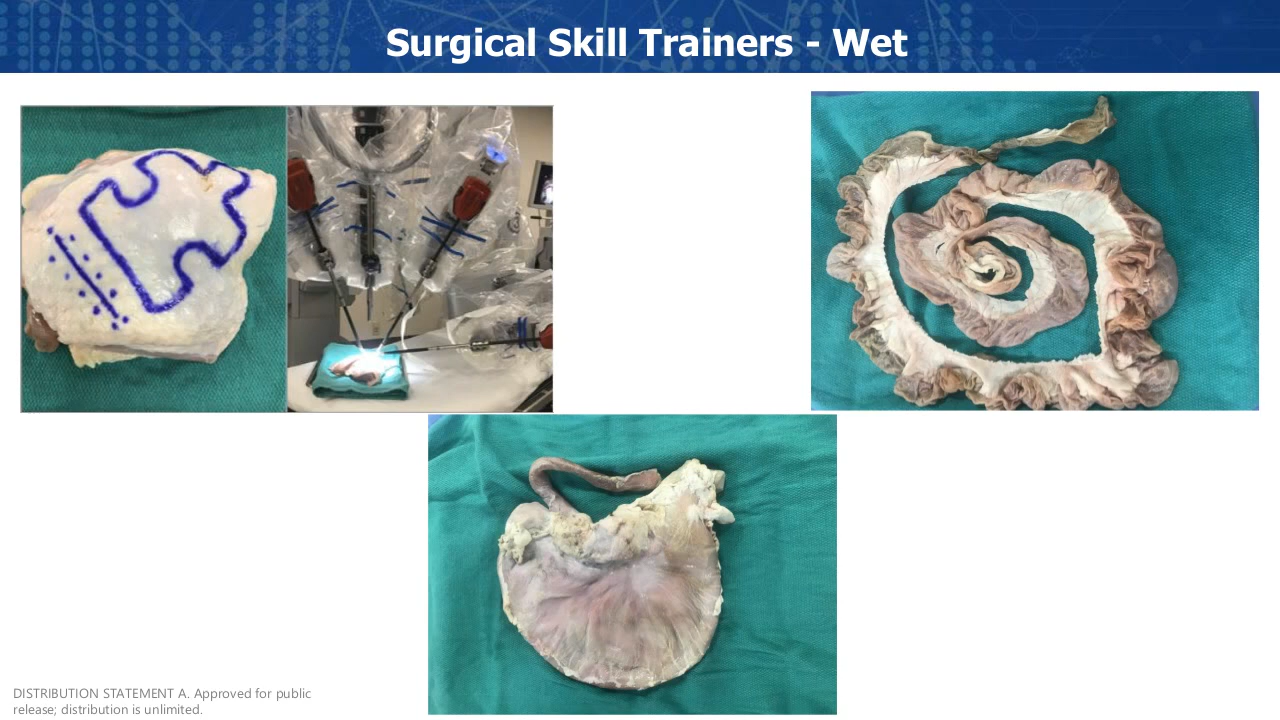 Surgical Skill Trainers - Wet
DISTRIBUTION STATEMENT A. Approved for public
release; distribution is unlimited.